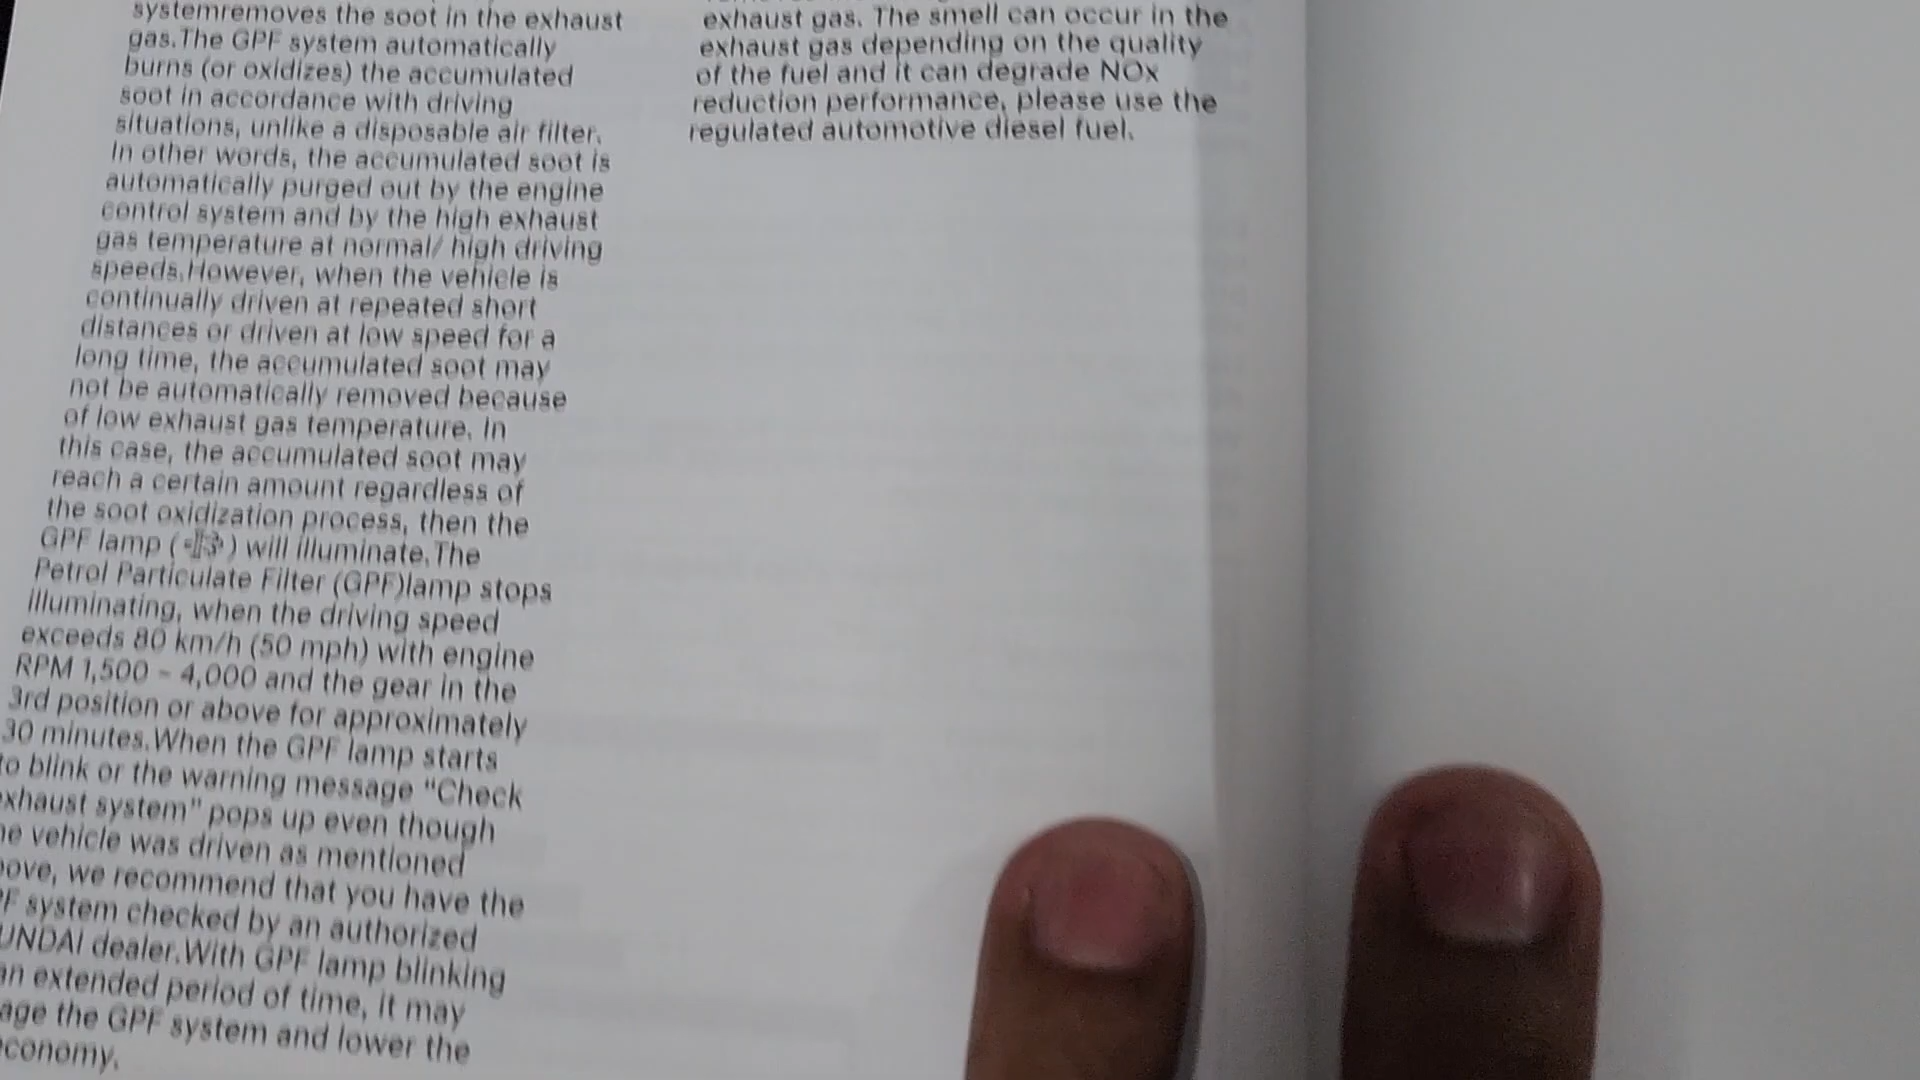 systemremoves the soot in the exhaust
gas.The GPF system automatically
burns (or oxidizes) the accumulated
soot in accordance with driving
situations, unlike a disposable air filter.
In other words, the accumulated soot is
automatically purged out by the engine
control system and by the high exhaust
gas temperature at normal/ high driving
speeds.However, when the vehicle is
continually driven at repeated short
distances or driven at low speed for a
long time, the accumulated soot may
not be automatically removed because
of low exhaust gas temperature. In
this case, the accumulated soot may
reach a certain amount regardless of
the soot oxidization process, then the
GPF lamp ( ) will illuminate.The
Petrol Particulate Filter (GPF)lamp stops
illuminating, when the driving speed
exceeds 80 km/h (50 mph) with engine
RPM 1,500 ~ 4,000 and the gear in the
3rd position or above for approximately
30 minutes.When the GPF lamp starts
to blink or the warning message "Check
xhaust system" pops up even though
he vehicle was driven as mentioned
ove, we recommend that you have the
F system checked by an authorized
UNDAI dealer.With GPF lamp blinking
an extended period of time, it may
age the GPF system and lower the
conomy.
exhaust gas. The smell can occur in the
exhaust gas depending on the quality
of the fuel and it can degrade NOx
reduction performance, please use the
regulated automotive diesel fuel.